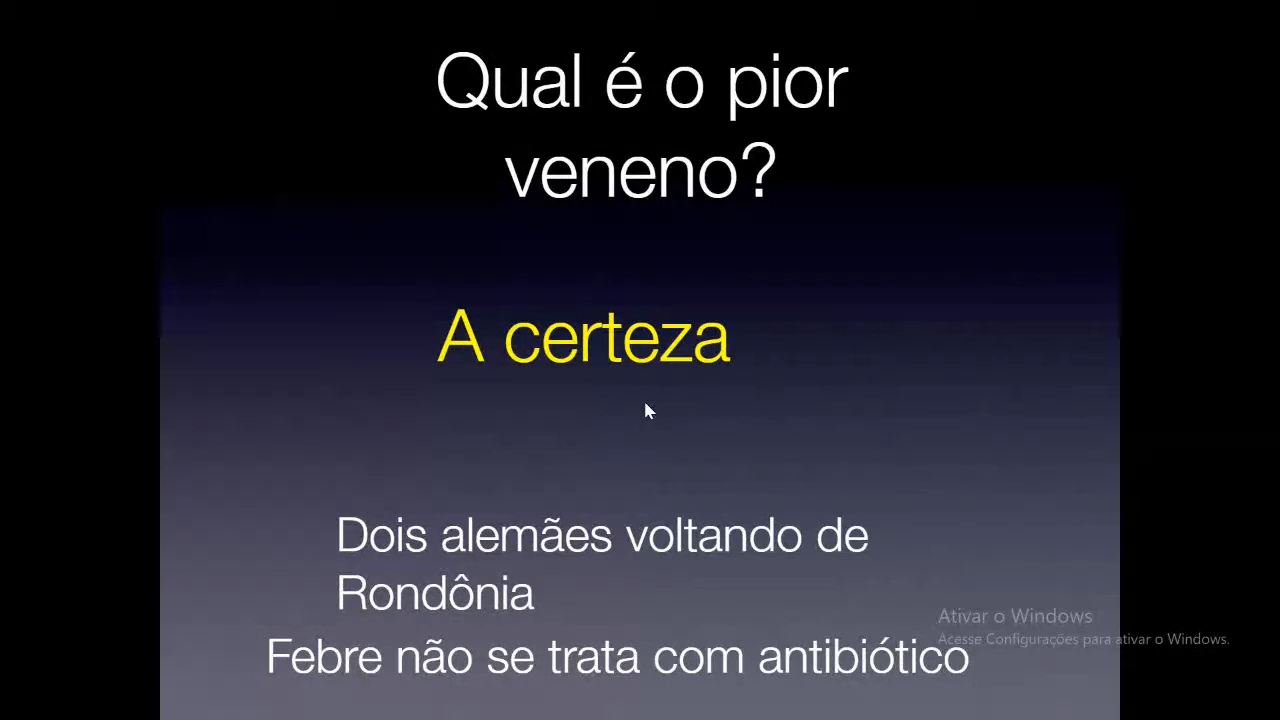 Qual é o pior
veneno?
A certeza
Dois alemães voltando de
Rondônia
Ativar o Windows
Acesse Configurações para ativar o Windows.
Febre não se trata com antibiótico